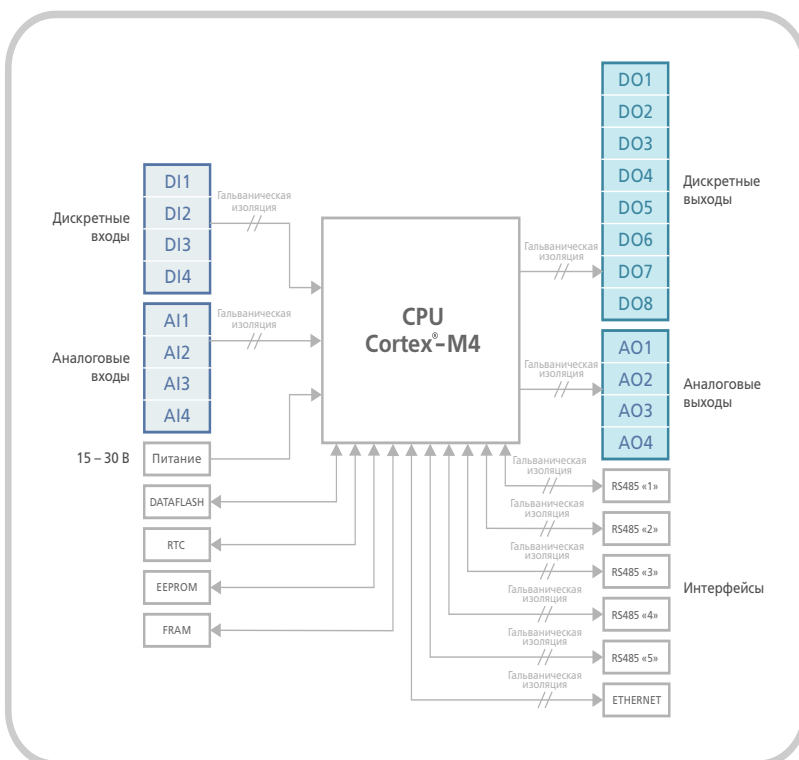 Дискретные
входы
DI1
DI2
DI3
DI4
Гальваническая
изоляция
Аналоговые
входы
AI1
AI2
AI3
AI4
Гальваническая
изоляция
15 – 30 В
Питание
DATAFLASH
RTC
EEPROM
FRAM
CPU
Cortex®-M4
Гальваническая
изоляция
DO1
DO2
DO3
DO4
DO5
DO6
DO7
DO8
Дискретные
выходы
Гальваническая
изоляция
AO1
AO2
AO3
AO4
Аналоговые
выходы
Гальваническая
изоляция
RS485 «1»
Гальваническая
изоляция
RS485 «2»
Гальваническая
изоляция
RS485 «3»
Гальваническая
изоляция
RS485 «4»
Гальваническая
изоляция
RS485 «5»
Гальваническая
изоляция
ETHERNET
Интерфейсы